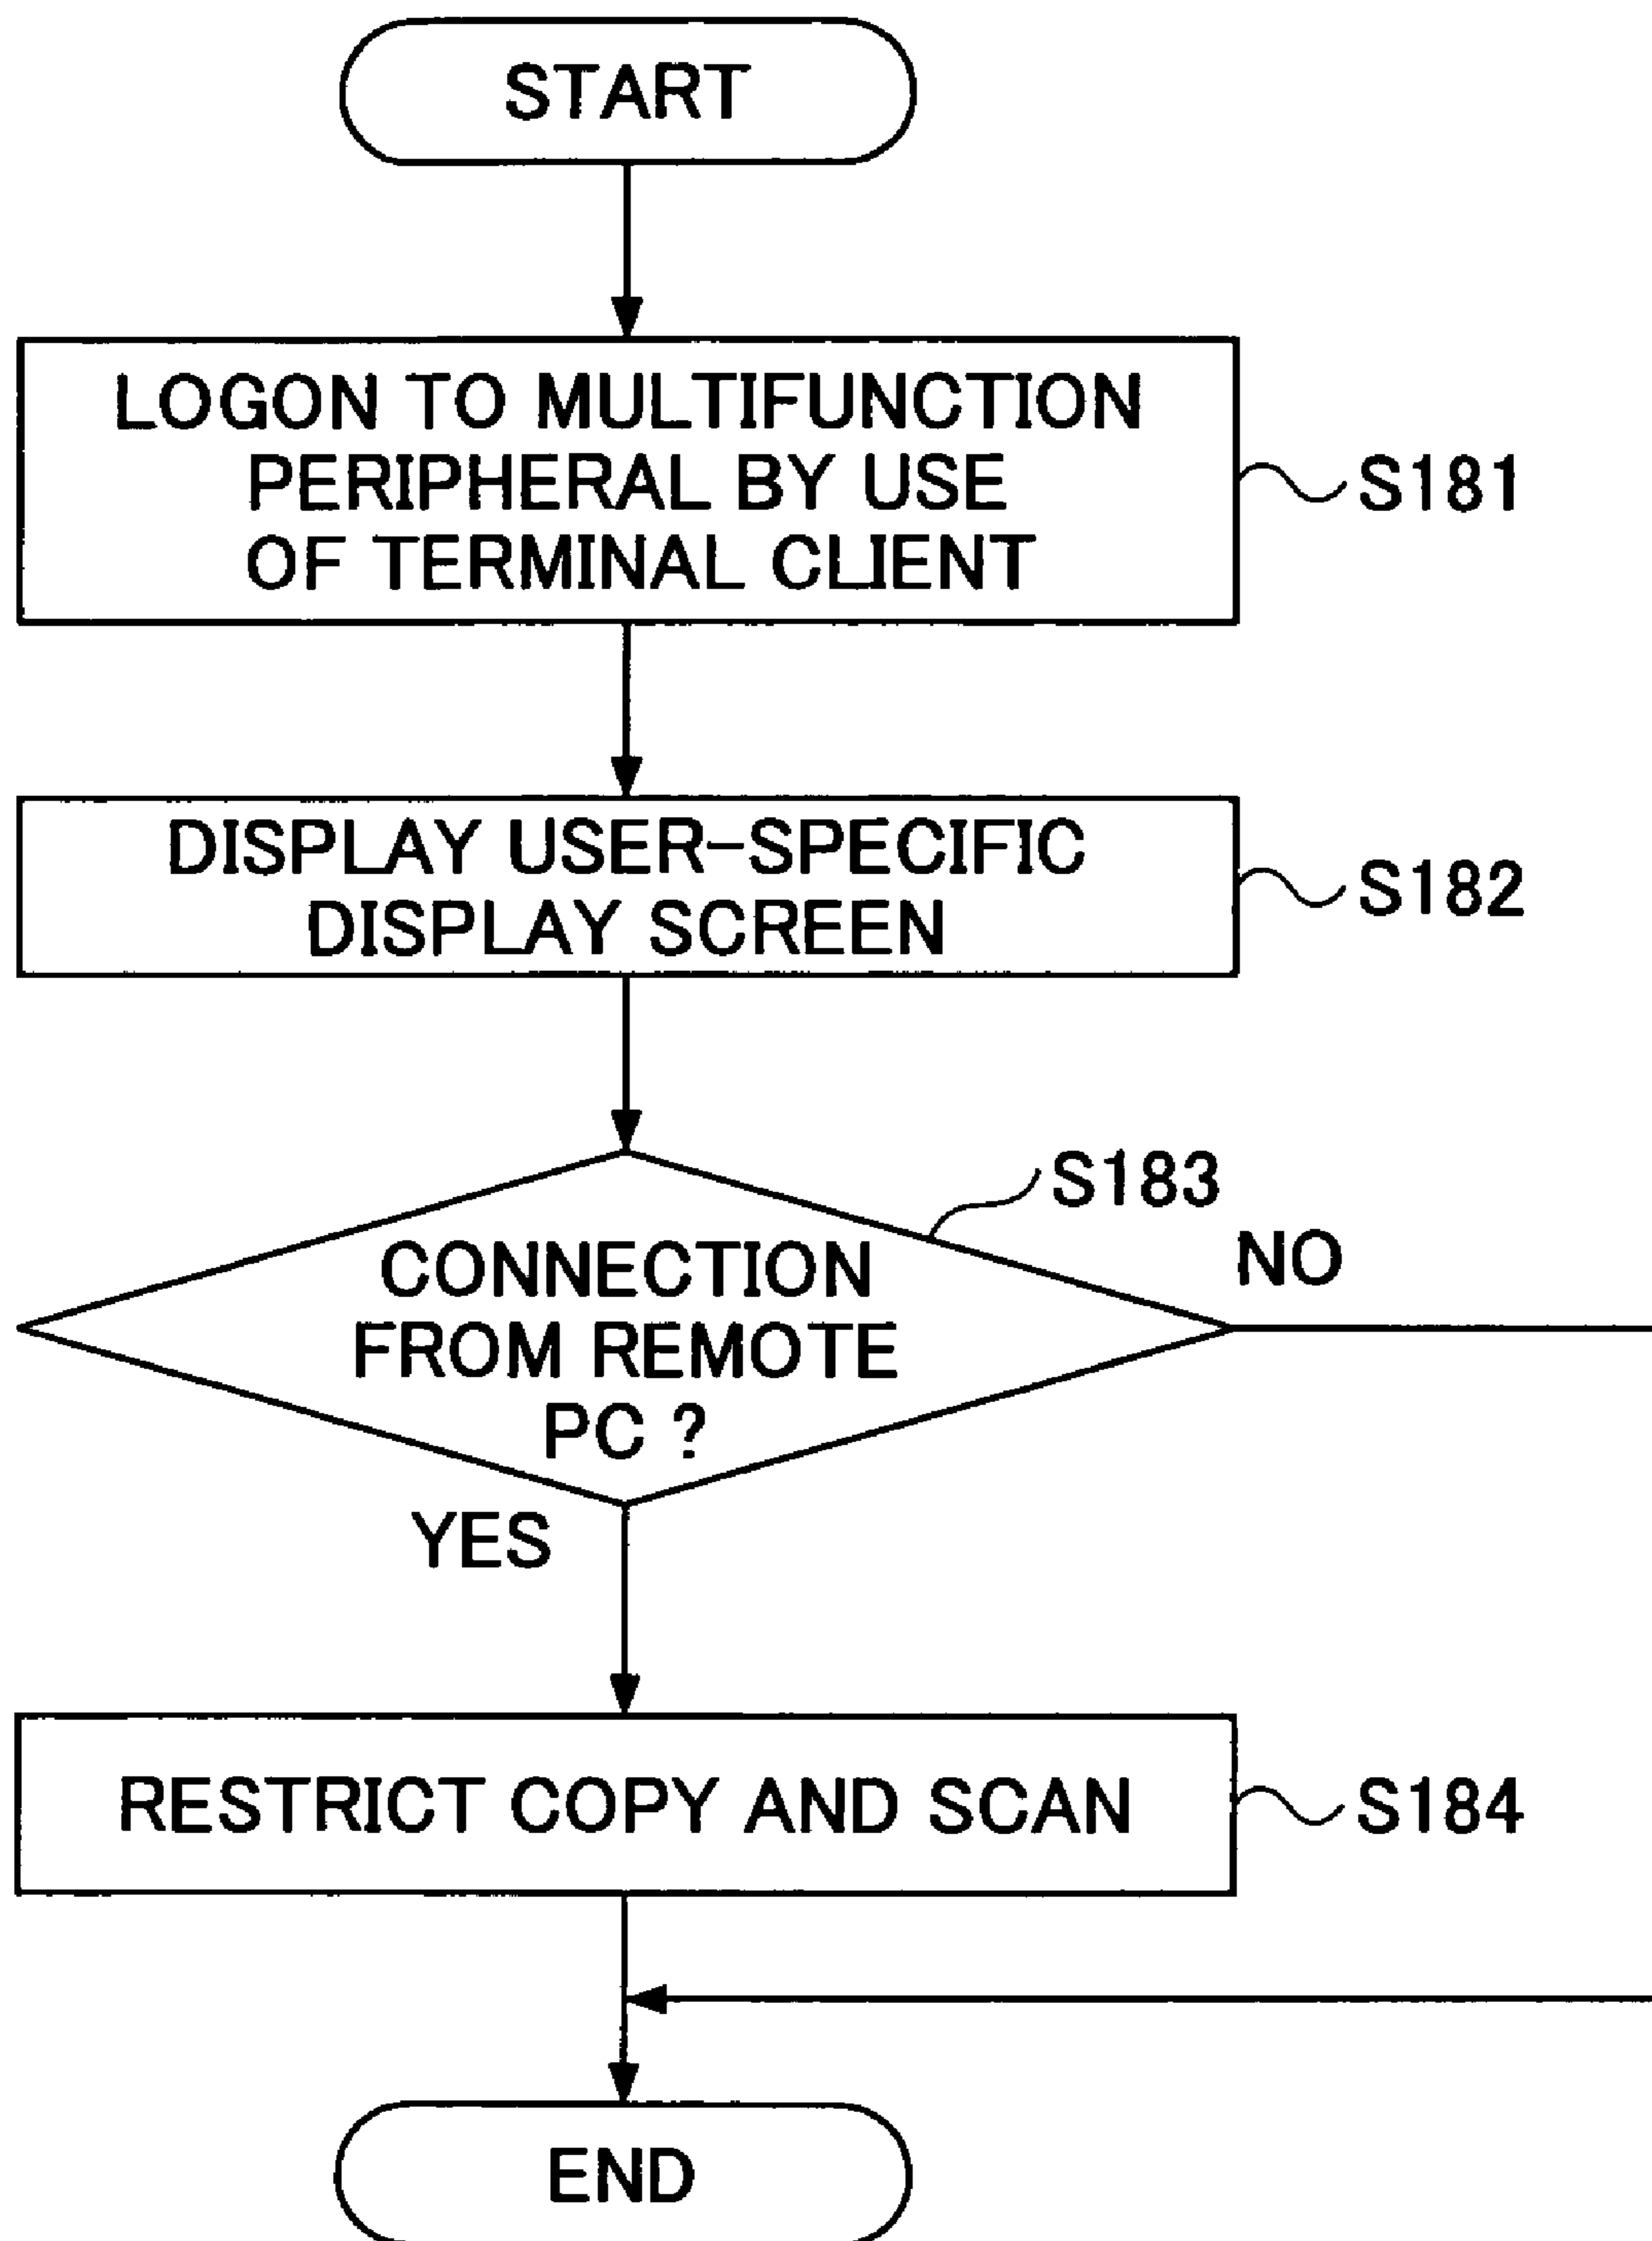 START
LOGON TO MULTIFUNCTION
PERIPHERAL BY USE
OF TERMINAL CLIENT
S181
DISPLAY USER-SPECIFIC
DISPLAY SCREEN
S182
S183
CONNECTION
FROM REMOTE
PC ?
NO
YES
RESTRICT COPY AND SCAN
S184
END